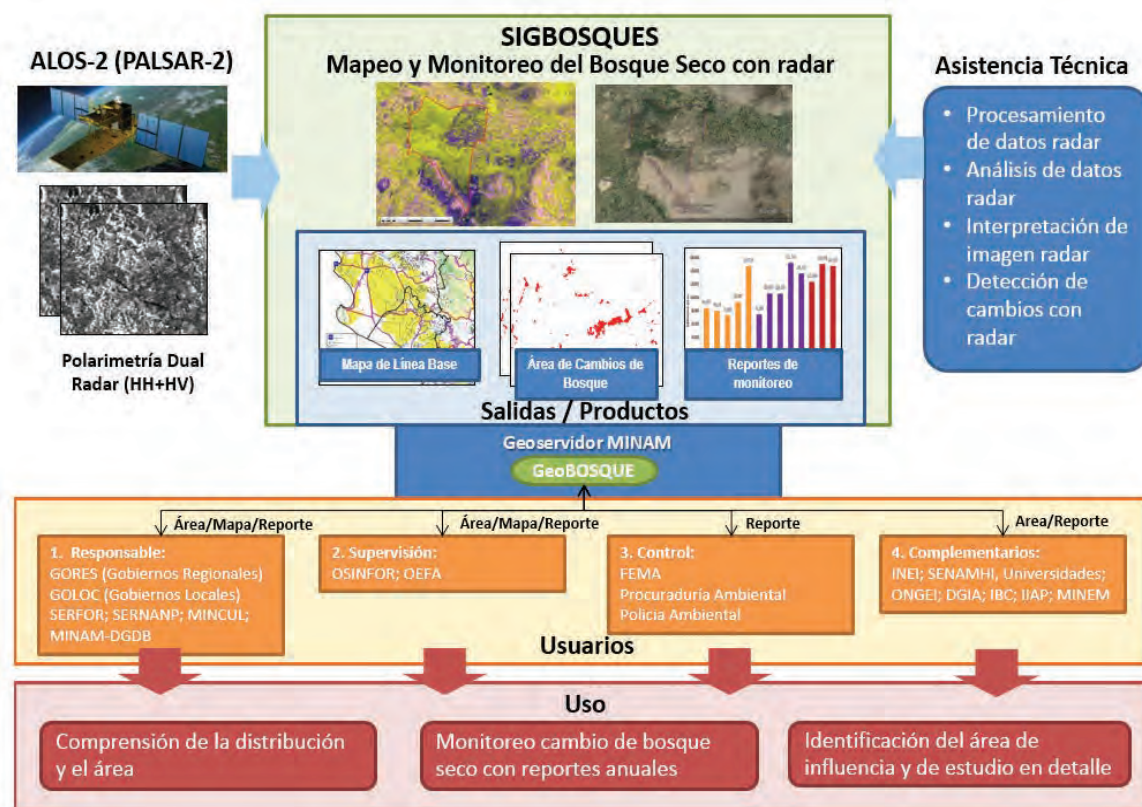 SIGBOSQUES
Mapeo y Monitoreo del Bosque Seco con radar
ALOS-2 (PALSAR-2)
Polarimetría Dual
Radar (HH+HV)
Asistencia Técnica
• Procesamiento
de datos radar
• Análisis de datos
radar
• Interpretación de
imagen radar
• Detección de
cambios con
radar
Mapa de Línea Base
Área de Cambios de
Bosque
Reportes de
monitoreo
Salidas / Productos
Geoservidor MINAM
GeoBOSQUE
Área/Mapa/Reporte
Área/Mapa/Reporte
Reporte
Area/Reporte
1. Responsable:
GORES (Gobiernos Regionales)
GOLOC (Gobiernos Locales)
SERFOR; SERNANP; MINCUL;
MINAM-DGDB
2. Supervisión:
OSINFOR; OEFA
3. Control:
FEMA
Procuraduría Ambiental
Policia Ambiental
4. Complementarios:
INEI; SENAMHI, Universidades;
ONGEI; DGIA; IBC; IIAP; MINEM
Usuarios
Uso
Comprensión de la distribución
y el área
Monitoreo cambio de bosque
seco con reportes anuales
Identificación del área de
influencia y de estudio en detalle